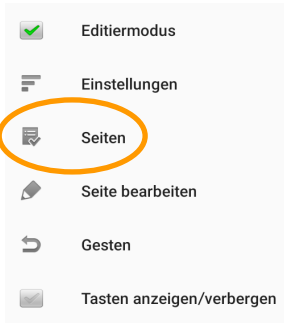 Editiermodus
Einstellungen
Seiten
Seite bearbeiten
Gesten
Tasten anzeigen/verbergen